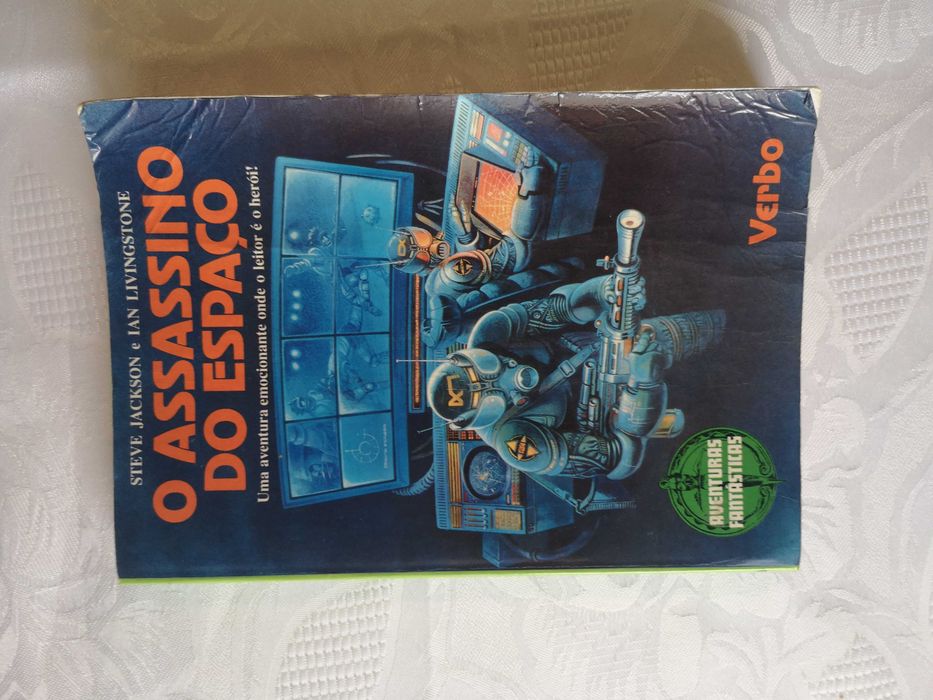 STEVE JACKSON e IAN LIVINGSTONE
O ASSASSINO
DO ESPAÇO
Uma aventura emocionante onde o leitor é o herói!
AVENTURAS
FANTÁSTICAS
Verbo